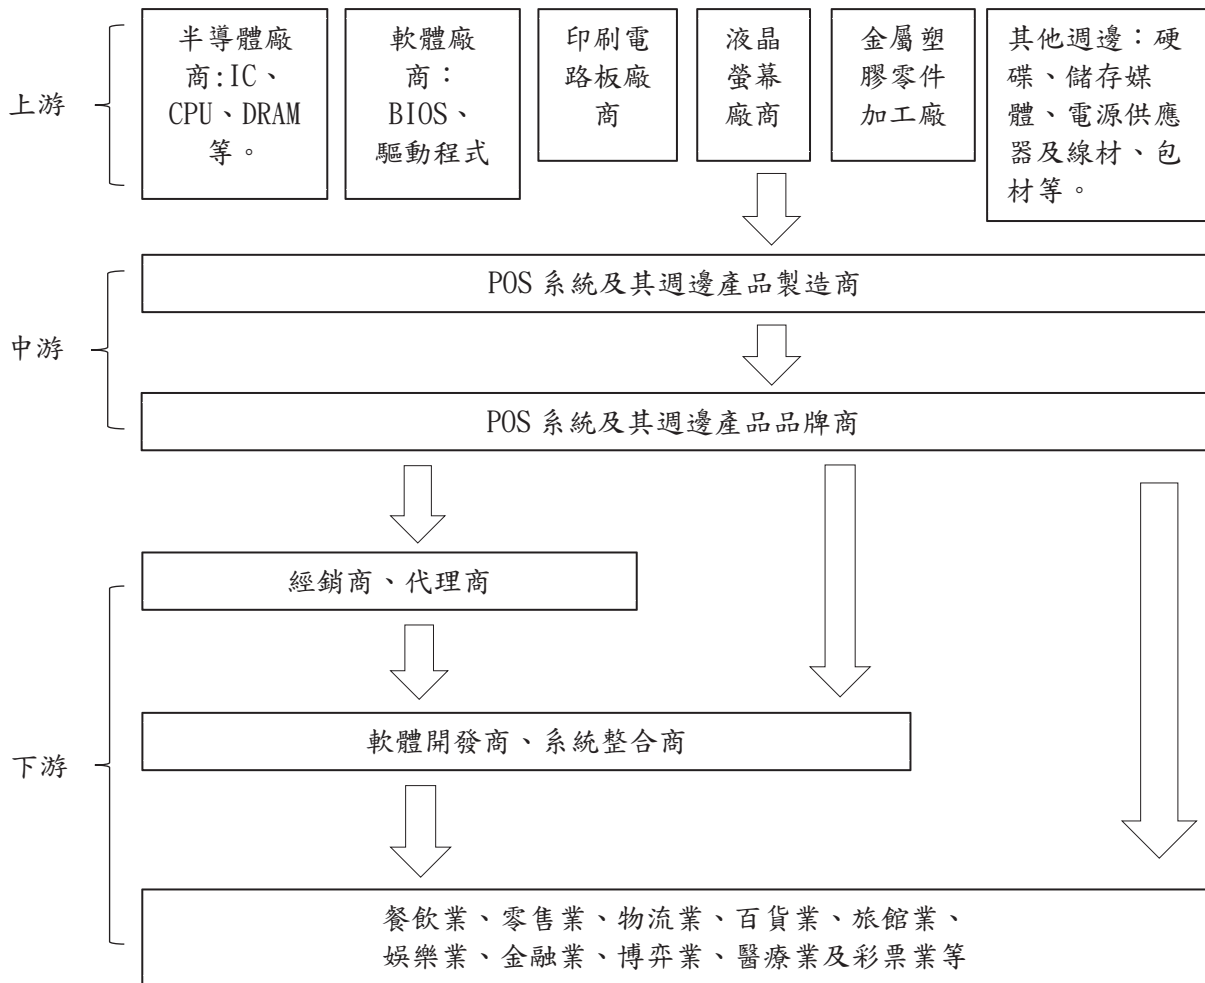 上游
半導體廠
商:IC、
CPU、DRAM
等。
軟體廠
商：
BIOS、
驅動程式
印刷電
路板廠
商
液晶
螢幕
廠商
金屬塑
膠零件
加工廠
其他週邊：硬
碟、儲存媒
體、電源供應
器及線材、包
材等。
中游
POS 系統及其週邊產品製造商
POS 系統及其週邊產品品牌商
下游
經銷商、代理商
軟體開發商、系統整合商
餐飲業、零售業、物流業、百貨業、旅館業、
娛樂業、金融業、博弈業、醫療業及彩票業等